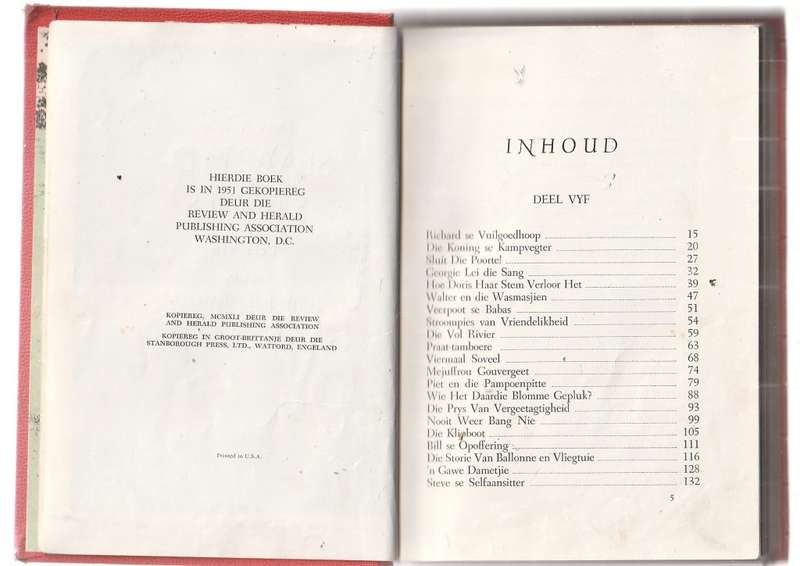 HIERDIE BOEK
IS IN 1951 GEKOPIEREG
DEUR DIE
REVIEW AND HERALD
PUBLISHING ASSOCIATION
WASHINGTON, D.C.
KOPIEREG, MCMXLI DEUR DIE REVIEW
AND HERALD PUBLISHING ASSOCIATION
KOPIEREG IN GROOT-BRITTANJE DEUR DIE
STANBOROUGH PRESS, LTD., WATFORD, ENGELAND
Printed in U.S.A.
INHOUD
DEEL VYF
Richard se Vuilgoedhoop 15
Die Koning se Kampvegter 20
Sluit Die Poorte! 27
Georgie Lei die Sang 32
Hoe Doris Haar Stem Verloor Het 39
Walter en die Wasmasjien 47
Veerpoot se Babas 51
Stroompies van Vriendelikheid 54
Die Vol Rivier 59
Praat-tamboere 63
Viermaal Soveel 68
Mejuffrou Gouvergeet 74
Piet en die Pampoenpitte 79
Wie Het Daardie Blomme Gepluk? 88
Die Prys Van Vergeetagtigheid 93
Nooit Weer Bang Nie 99
Die Klipboot 105
Bill se Opoffering 111
Die Storie Van Ballonne en Vliegtuie 116
'n Gawe Dametjie 128
Steve se Selfaansitter 132
5